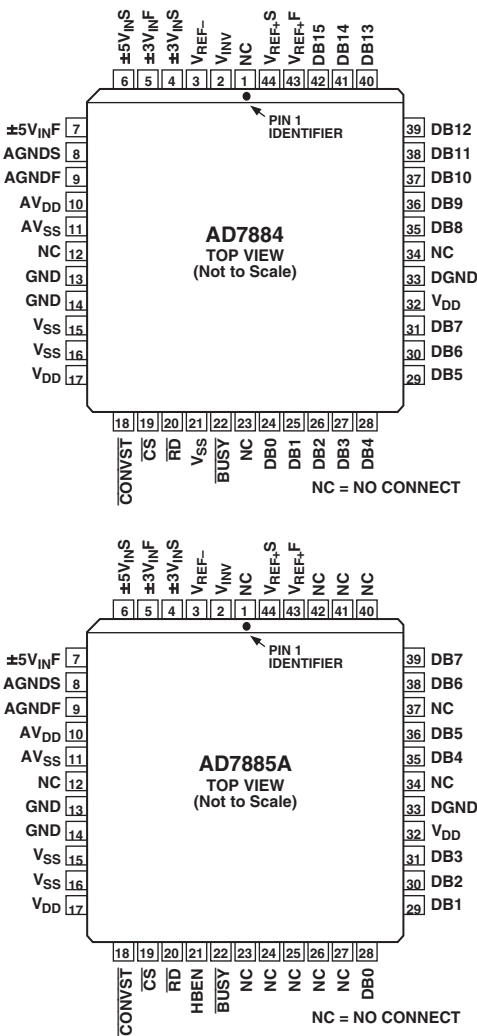 ±5VINS ±3VINF ±3VINS VREF– VINV NC VREF+S VREF+F DB15 DB14 DB13
6 5 4 3 2 1 44 43 42 41 40
PIN 1
IDENTIFIER
±5VINF 7
AGNDS 8
AGNDF 9
AVDD 10
AVSS 11
NC 12
GND 13
GND 14
VSS 15
VSS 16
VDD 17
AD7884
TOP VIEW
(Not to Scale)
39 DB12
38 DB11
37 DB10
36 DB9
35 DB8
34 NC
33 DGND
32 VDD
31 DB7
30 DB6
29 DB5
18 19 20 21 22 23 24 25 26 27 28
CONVST CS RD VSS BUSY NC DB0 DB1 DB2 DB3 DB4
NC = NO CONNECT
±5VINS ±3VINF ±3VINS VREF– VINV NC VREF+S VREF+F NC NC NC
6 5 4 3 2 1 44 43 42 41 40
PIN 1
IDENTIFIER
±5VINF 7
AGNDS 8
AGNDF 9
AVDD 10
AVSS 11
NC 12
GND 13
GND 14
VSS 15
VSS 16
VDD 17
AD7885A
TOP VIEW
(Not to Scale)
39 DB7
38 DB6
37 NC
36 DB5
35 DB4
34 NC
33 DGND
32 VDD
31 DB3
30 DB2
29 DB1
18 19 20 21 22 23 24 25 26 27 28
CONVST CS RD HBEN BUSY NC NC NC NC NC DB0
NC = NO CONNECT